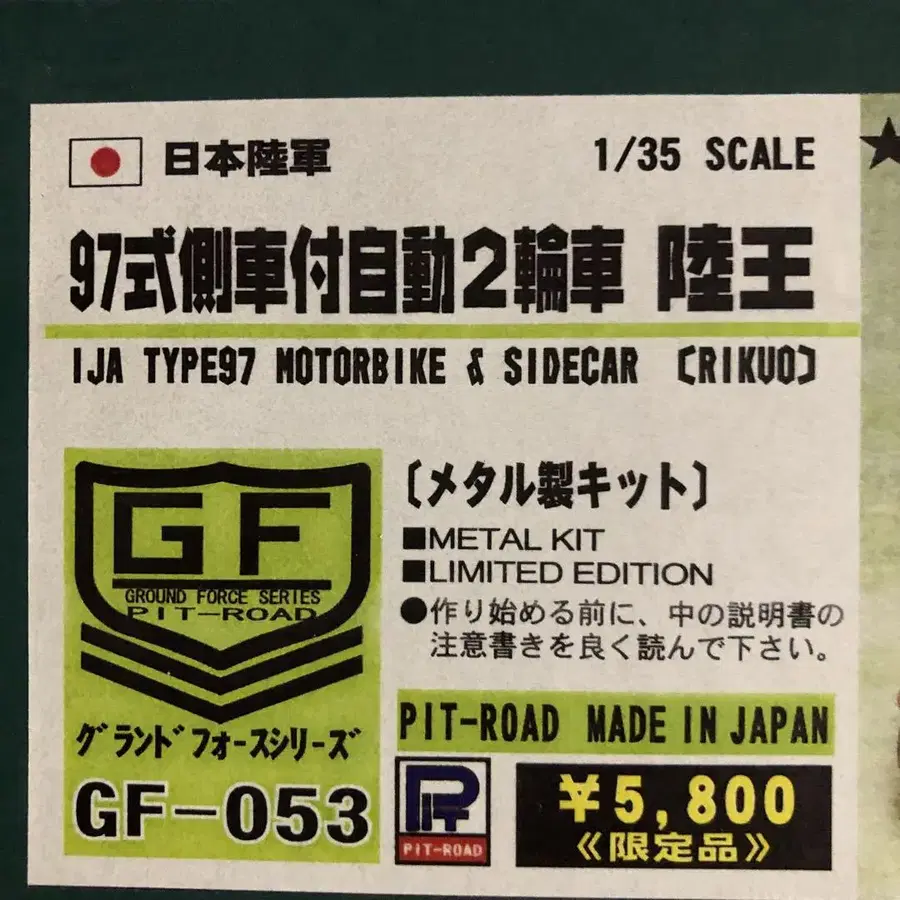 日本陸軍
1/35 SCALE
97式側車付自動2輪車 陸王
IJA TYPE97 MOTORBIKE & SIDECAR 〔RIKUO〕
GF
GROUND FORCE SERIES
PIT-ROAD
グランドフォースシリーズ
GF-053
〔メタル製キット〕
■METAL KIT
■LIMITED EDITION
●作り始める前に、中の説明書の
注意書きを良く読んで下さい。
PIT-ROAD MADE IN JAPAN
PIT
PIT-ROAD
¥5,800
《限定品》